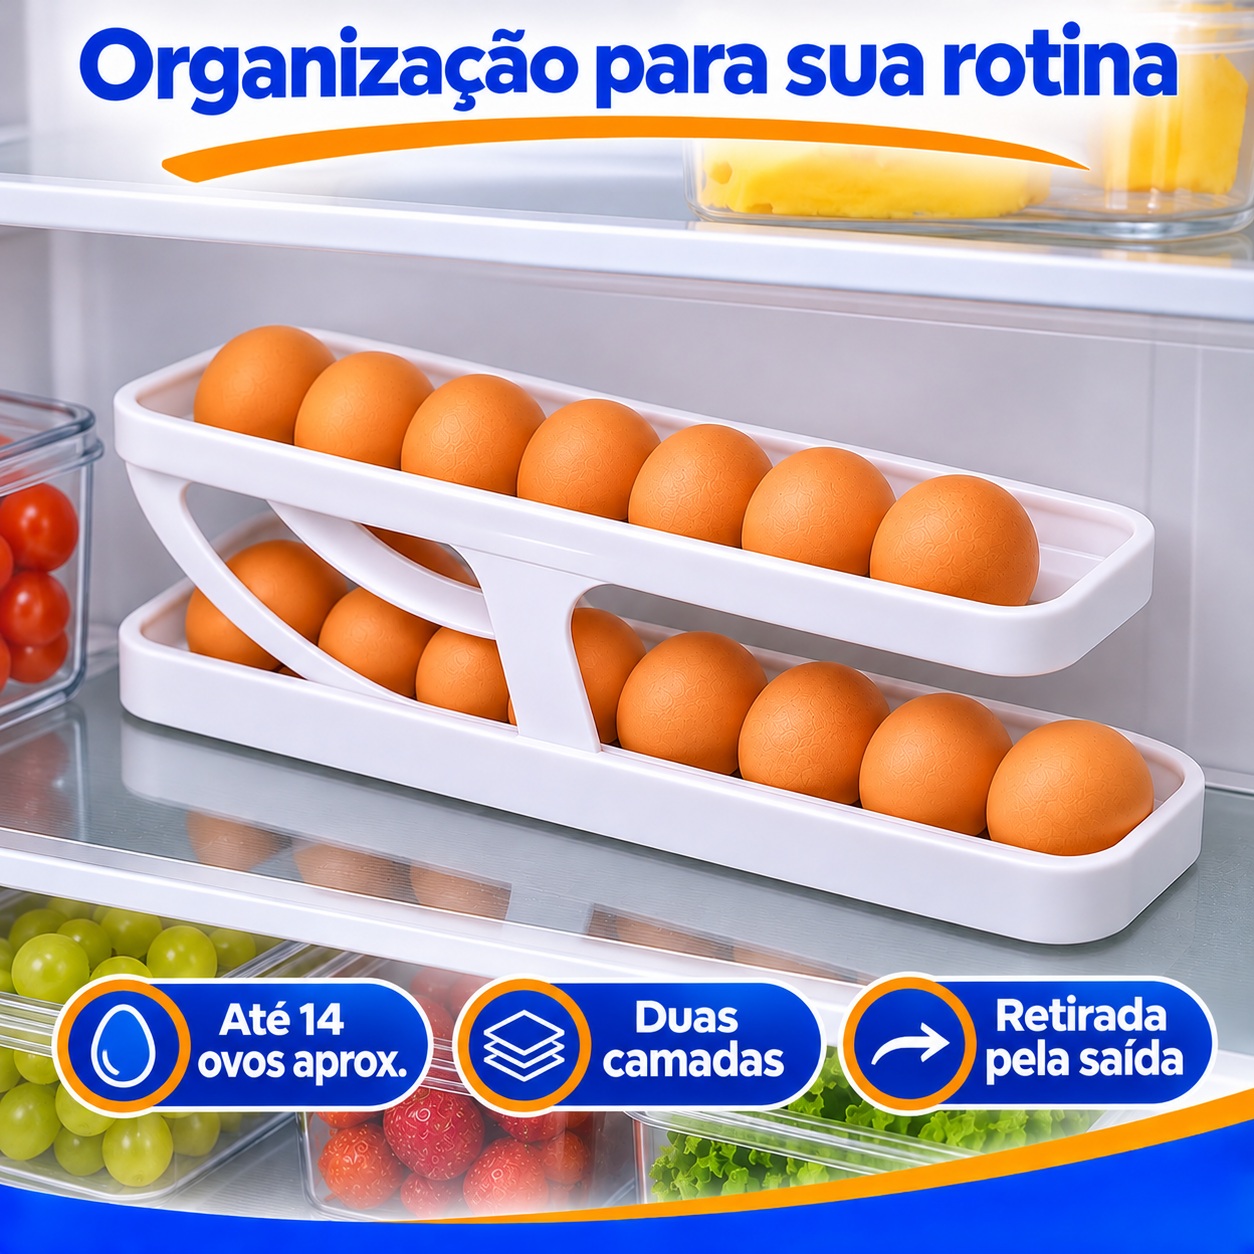 Organização para sua rotina
Até 14
ovos aprox.
Duas
camadas
Retirada
pela saída